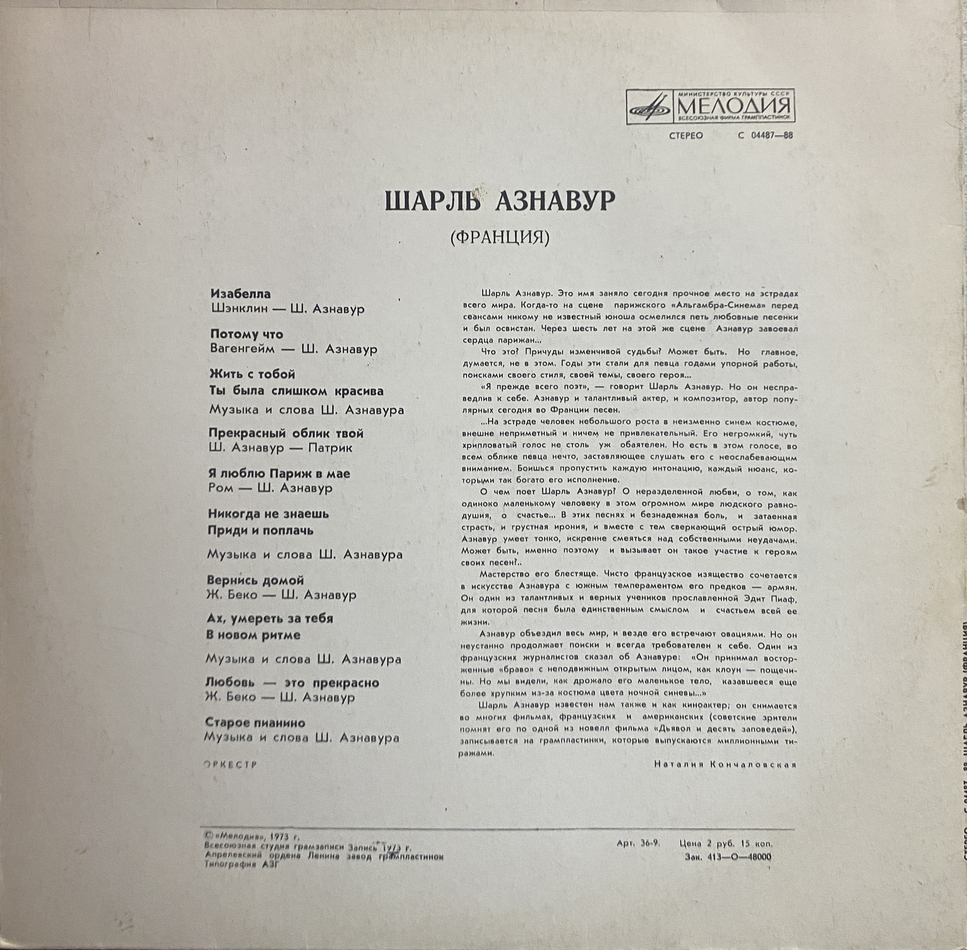 МИНИСТЕРСТВО КУЛЬТУРЫ СССР
МЕЛОДИЯ
ВСЕСОЮЗНАЯ ФИРМА ГРАМПЛАСТИНОК
СТЕРЕО С 04487—88
ШАРЛЬ АЗНАВУР
(ФРАНЦИЯ)
Изабелла
Шэнклин — Ш. Азнавур
Потому что
Вагенгейм — Ш. Азнавур
Жить с тобой
Ты была слишком красива
Музыка и слова Ш. Азнавура
Прекрасный облик твой
Ш. Азнавур — Патрик
Я люблю Париж в мае
Ром — Ш. Азнавур
Никогда не знаешь
Приди и поплачь
Музыка и слова Ш. Азнавура
Вернись домой
Ж. Беко — Ш. Азнавур
Ах, умереть за тебя
В новом ритме
Музыка и слова Ш. Азнавура
Любовь — это прекрасно
Ж. Беко — Ш. Азнавур
Старое пианино
Музыка и слова Ш. Азнавура
ОРКЕСТР
Шарль Азнавур. Это имя заняло сегодня прочное место на эстрадах
всего мира. Когда-то на сцене парижского «Альгамбра-Синема» перед
сеансами никому не известный юноша осмелился петь любовные песенки
и был освистан. Через шесть лет на этой же сцене Азнавур завоевал
сердца парижан...
Что это? Причуды изменчивой судьбы? Может быть. Но главное,
думается, не в этом. Годы эти стали для певца годами упорной работы,
поисками своего стиля, своей темы, своего героя...
«Я прежде всего поэт», — говорит Шарль Азнавур. Но он неспра-
ведлив к себе. Азнавур и талантливый актер, и композитор, автор попу-
лярных сегодня во Франции песен.
...На эстраде человек небольшого роста в неизменно синем костюме,
внешне неприметный и ничем не привлекательный. Его негромкий, чуть
хрипловатый голос не столь уж обаятелен. Но есть в этом голосе, во
всем облике певца нечто, заставляющее слушать его с неослабевающим
вниманием. Боишься пропустить каждую интонацию, каждый нюанс, ко-
торыми так богато его исполнение.
О чем поет Шарль Азнавур? О неразделенной любви, о том, как
одиноко маленькому человеку в этом огромном мире людского равно-
душия, о счастье... В этих песнях и безнадежная боль, и затаенная
страсть, и грустная ирония, и вместе с тем сверкающий острый юмор.
Азнавур умеет тонко, искренне смеяться над собственными неудачами.
Может быть, именно поэтому и вызывает он такое участие к героям
своих песен?..
Мастерство его блестяще. Чисто французское изящество сочетается
в искусстве Азнавура с южным темпераментом его предков — армян.
Он один из талантливых и верных учеников прославленной Эдит Пиаф,
для которой песня была единственным смыслом и счастьем всей ее
жизни.
Азнавур объездил весь мир, и везде его встречают овациями. Но он
неустанно продолжает поиски и всегда требователен к себе. Один из
французских журналистов сказал об Азнавуре: «Он принимал востор-
женные «браво» с неподвижным открытым лицом, как клоун — пощечи-
ны. Но мы видели, как дрожало его маленькое тело, казавшееся еще
более хрупким из-за костюма цвета ночной синевы...»
Шарль Азнавур известен нам также и как киноактер; он снимается
во многих фильмах, французских и американских (советские зрители
помнят его по одной из новелл фильма «Дьявол и десять заповедей»),
записывается на грампластинки, которые выпускаются миллионными ти-
ражами.
Наталия Кончаловская
© «Мелодия», 1973 г.
Всесоюзная студия грамзаписи Запись 1973 г.
Апрелевский ордена Ленина завод грампластинок
Типография АЗГ
Арт. 36-9. Цена 2 руб. 15 коп.
Зак. 413—О—48000
СТЕРЕО С 04487—88 ШАРЛЬ АЗНАВУР (ФРАНЦИЯ)